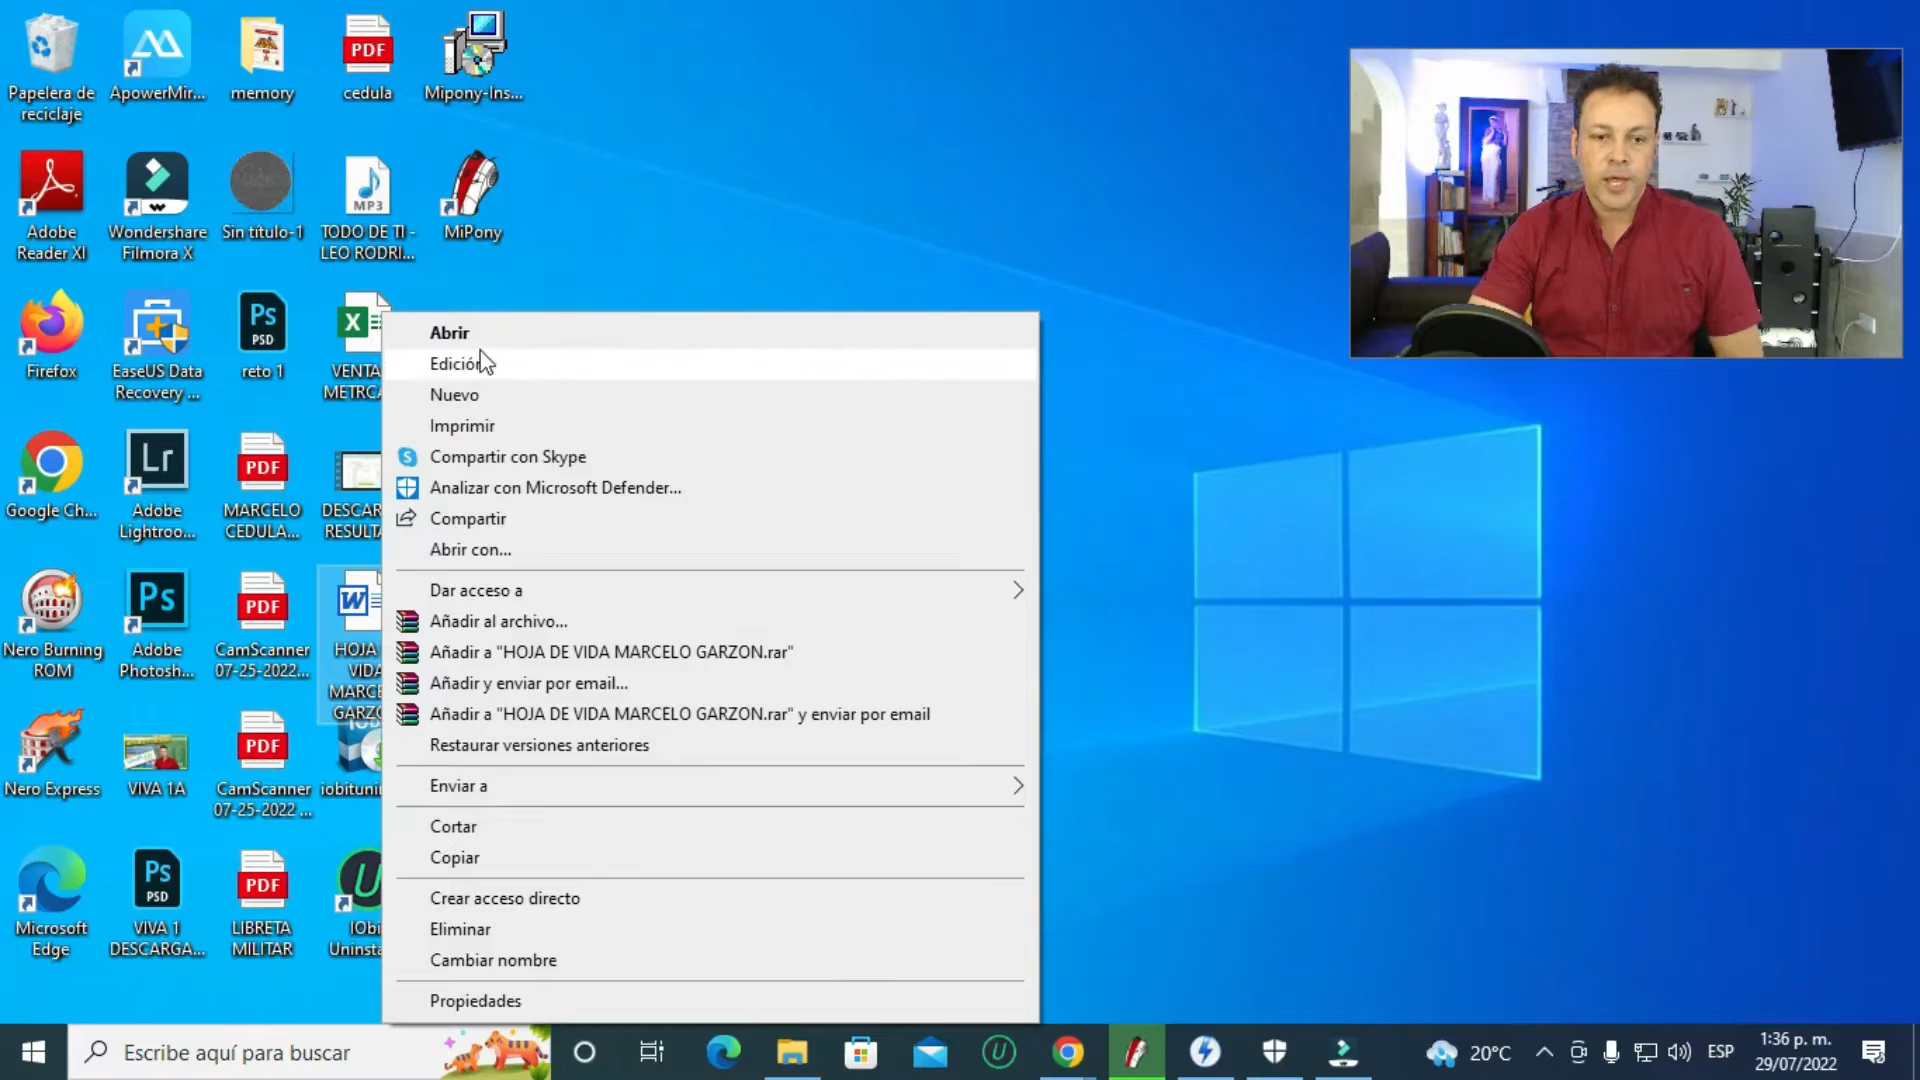 Papelera de
reciclaje
ApowerMir...
memory
PDF
cedula
Mipony-Ins...
Adobe
Reader XI
Wondershare
Filmora X
Sin titulo-1
MP3
TODO DE TI -
LEO RODRI...
MiPony
Firefox
EaseUS Data
Recovery ...
Ps
PSD
reto 1
X
VENTA
METRCA
Google Ch...
Lr
Adobe
Lightroo...
PDF
MARCELO
CEDULA...
DESCAR
RESULTA
Nero Burning
ROM
Ps
Adobe
Photosh...
PDF
CamScanner
07-25-2022...
W
HOJA
VIDA
MARCE
GARZO
Nero Express
VIVA 1A
PDF
CamScanner
07-25-2022 ...
iobituni
Microsoft
Edge
Ps
PSD
VIVA 1
DESCARGA...
PDF
LIBRETA
MILITAR
U
IObi
Uninsta
Abrir
Edición
Nuevo
Imprimir
Compartir con Skype
Analizar con Microsoft Defender...
Compartir
Abrir con...
Dar acceso a
Añadir al archivo...
Añadir a "HOJA DE VIDA MARCELO GARZON.rar"
Añadir y enviar por email...
Añadir a "HOJA DE VIDA MARCELO GARZON.rar" y enviar por email
Restaurar versiones anteriores
Enviar a
Cortar
Copiar
Crear acceso directo
Eliminar
Cambiar nombre
Propiedades
Escribe aquí para buscar
20°C
ESP
1:36 p. m.
29/07/2022